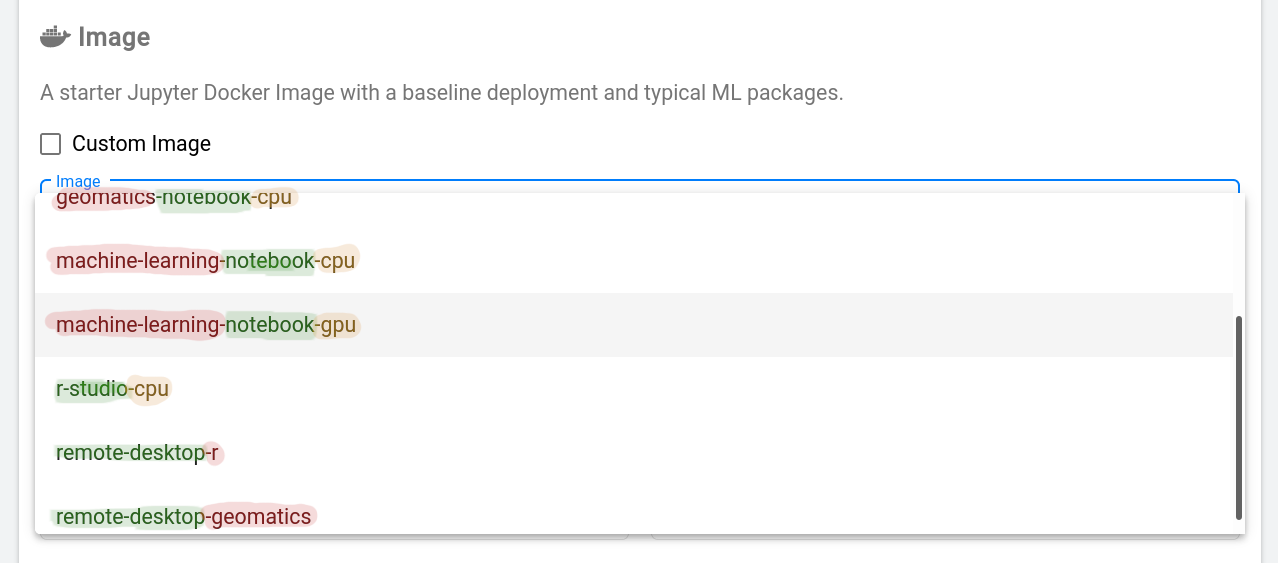 Image
A starter Jupyter Docker Image with a baseline deployment and typical ML packages.
Custom Image
Image
geomatics-notebook-cpu
machine-learning-notebook-cpu
machine-learning-notebook-gpu
r-studio-cpu
remote-desktop-r
remote-desktop-geomatics